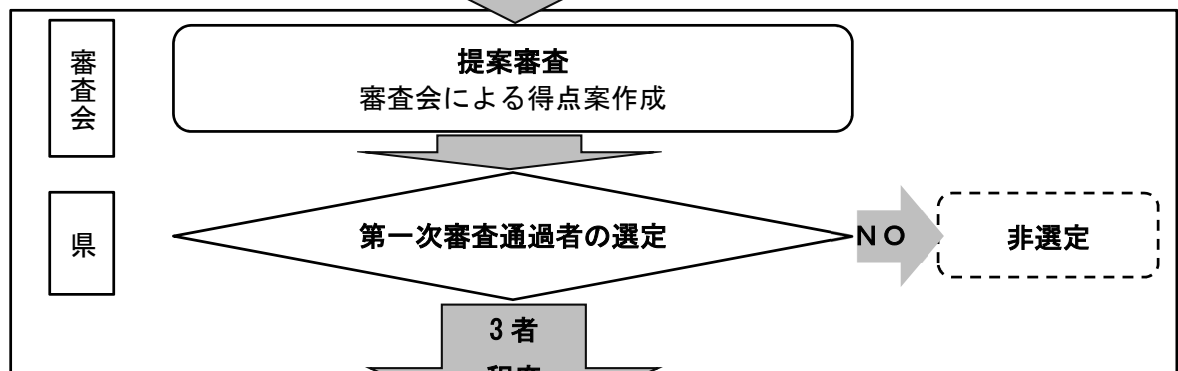 審査会
提案審査
審査会による得点案作成
県
第一次審査通過者の選定
NO
非選定
3者